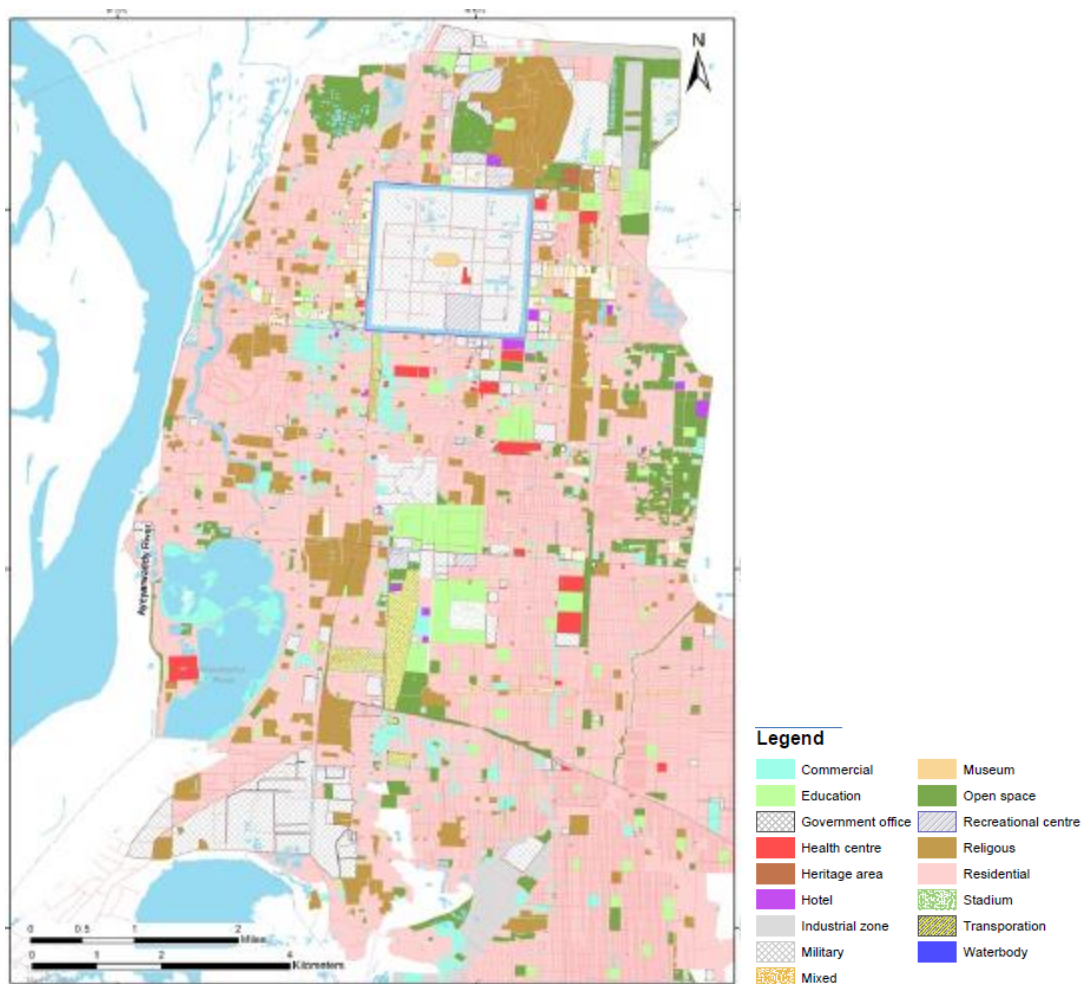 N
Ayeyarwaddy River
0 0.5 1 2
Miles
0 1 2 4
Kilometers
Legend
Commercial
Education
Government office
Health centre
Heritage area
Hotel
Industrial zone
Military
Mixed
Museum
Open space
Recreational centre
Religous
Residential
Stadium
Transporation
Waterbody